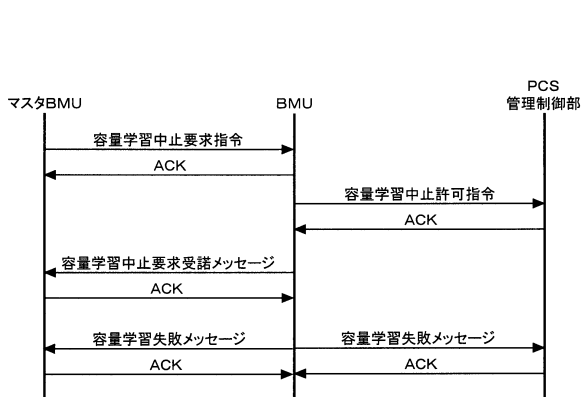 マスタBMU
BMU
PCS
管理制御部
容量学習中止要求指令
ACK
容量学習中止許可指令
ACK
容量学習中止要求受諾メッセージ
ACK
容量学習失敗メッセージ
容量学習失敗メッセージ
ACK
ACK